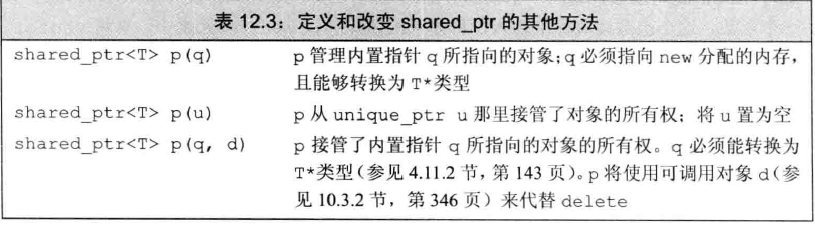 表 12.3：定义和改变 shared_ptr 的其他方法
shared_ptr<T> p(q) p 管理内置指针 q 所指向的对象；q 必须指向 new 分配的内存，
且能够转换为 T*类型
shared_ptr<T> p(u) p 从 unique_ptr u 那里接管了对象的所有权；将 u 置为空
shared_ptr<T> p(q, d) p 接管了内置指针 q 所指向的对象的所有权。q 必须能转换为
T*类型（参见 4.11.2 节，第 143 页）。p 将使用可调用对象 d（参
见 10.3.2 节，第 346 页）来代替 delete